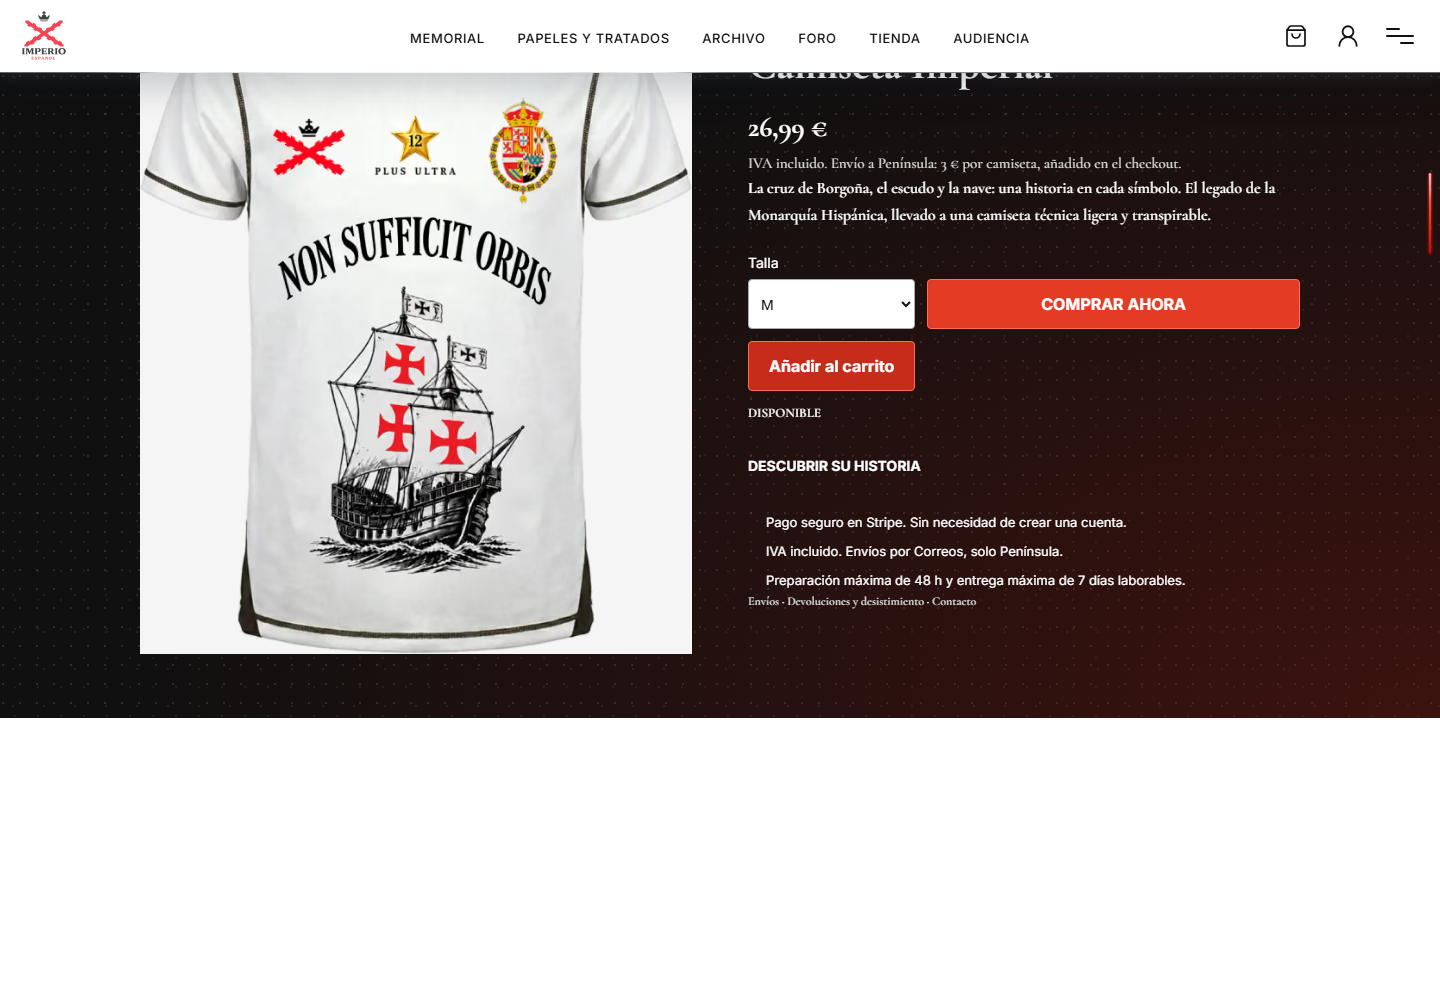 IMPERIO
ESPAÑOL
MEMORIAL
PAPELES Y TRATADOS
ARCHIVO
FORO
TIENDA
AUDIENCIA
Camiseta Imperial
12
PLUS ULTRA
NON SUFFICIT ORBIS
26,99 €
IVA incluido. Envío a Península: 3 € por camiseta, añadido en el checkout.
La cruz de Borgoña, el escudo y la nave: una historia en cada símbolo. El legado de la
Monarquía Hispánica, llevado a una camiseta técnica ligera y transpirable.
Talla
M
COMPRAR AHORA
Añadir al carrito
DISPONIBLE
DESCUBRIR SU HISTORIA
Pago seguro en Stripe. Sin necesidad de crear una cuenta.
IVA incluido. Envíos por Correos, solo Península.
Preparación máxima de 48 h y entrega máxima de 7 días laborables.
Envíos · Devoluciones y desistimiento · Contacto